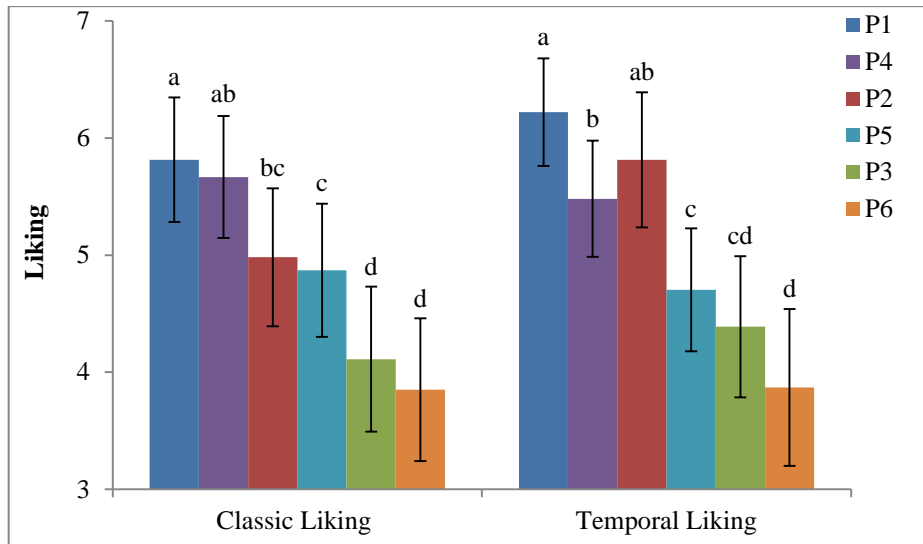 7
6
5
4
3
Liking
a
ab
bc
c
d
d
a
b
ab
c
cd
d
Classic Liking
Temporal Liking
P1
P4
P2
P5
P3
P6